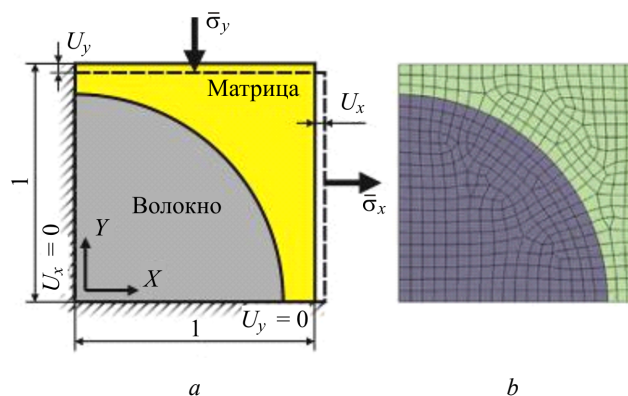 U_y
σ̄_y
Матрица
U_x
1
Волокно
σ̄_x
Y
X
U_x = 0
U_y = 0
1
a
b